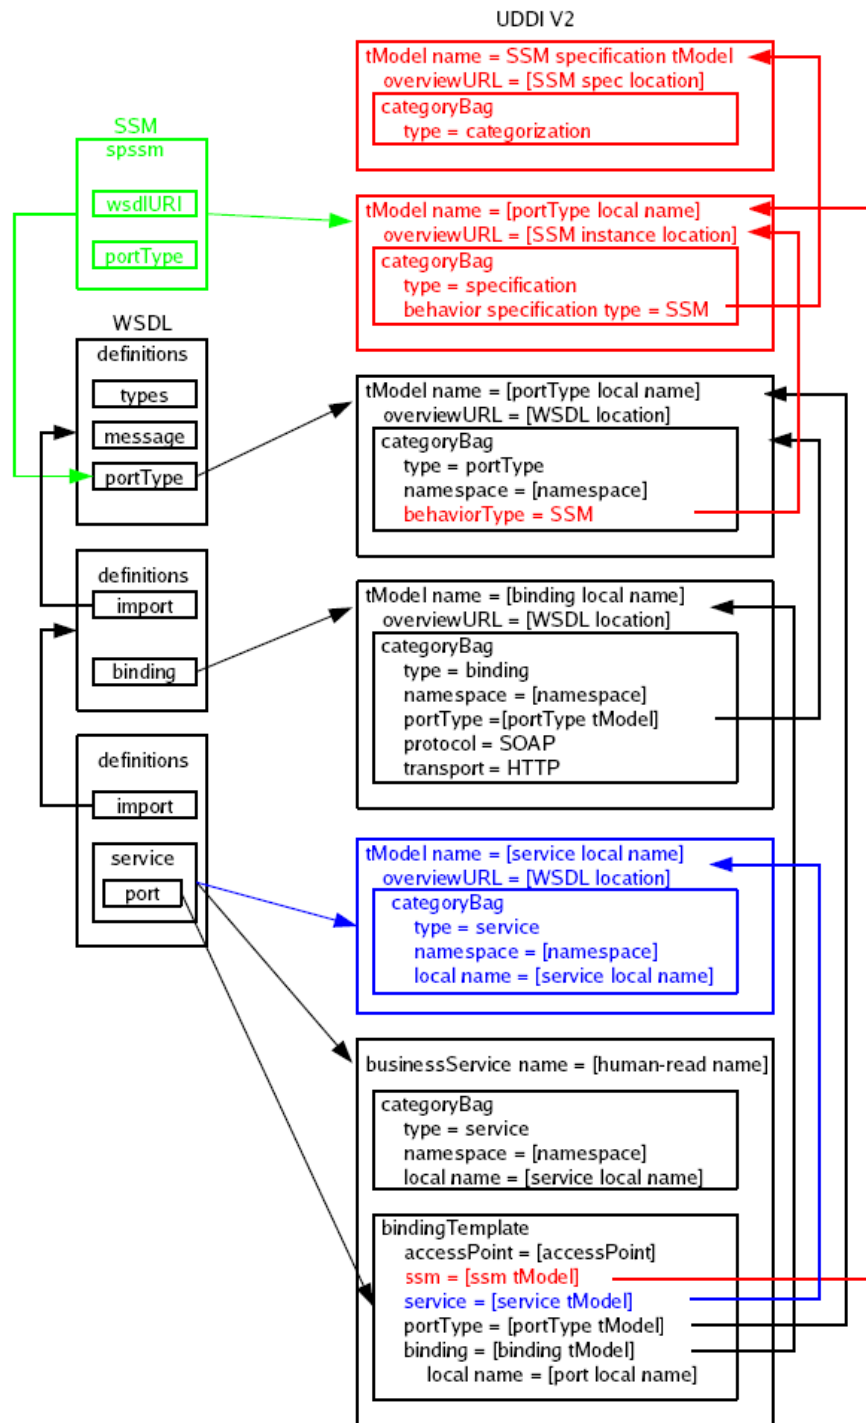 UDDI V2
tModel name = SSM specification tModel
overviewURL = [SSM spec location]
categoryBag
type = categorization
SSM
spssm
wsdlURI
portType
tModel name = [portType local name]
overviewURL = [SSM instance location]
categoryBag
type = specification
behavior specification type = SSM
WSDL
definitions
types
message
portType
tModel name = [portType local name]
overviewURL = [WSDL location]
categoryBag
type = portType
namespace = [namespace]
behaviorType = SSM
definitions
import
binding
tModel name = [binding local name]
overviewURL = [WSDL location]
categoryBag
type = binding
namespace = [namespace]
portType =[portType tModel]
protocol = SOAP
transport = HTTP
definitions
import
service
port
tModel name = [service local name]
overviewURL = [WSDL location]
categoryBag
type = service
namespace = [namespace]
local name = [service local name]
businessService name = [human-read name]
categoryBag
type = service
namespace = [namespace]
local name = [service local name]
bindingTemplate
accessPoint = [accessPoint]
ssm = [ssm tModel]
service = [service tModel]
portType = [portType tModel]
binding = [binding tModel]
local name = [port local name]